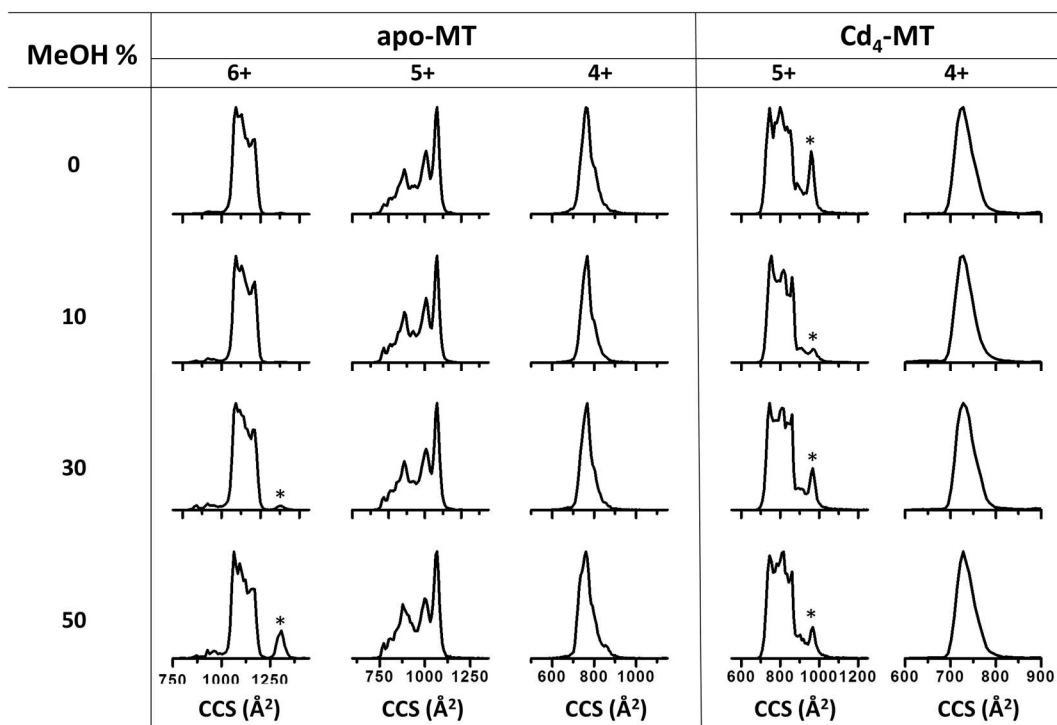 MeOH %
apo-MT
Cd₄-MT
6+ 5+ 4+ 5+ 4+
0
*
10
*
30
* *
50
* *
750 1000 1250 750 1000 1250 600 800 1000 600 800 1000 1200 600 700 800 900
CCS (Å²) CCS (Å²) CCS (Å²) CCS (Å²) CCS (Å²)